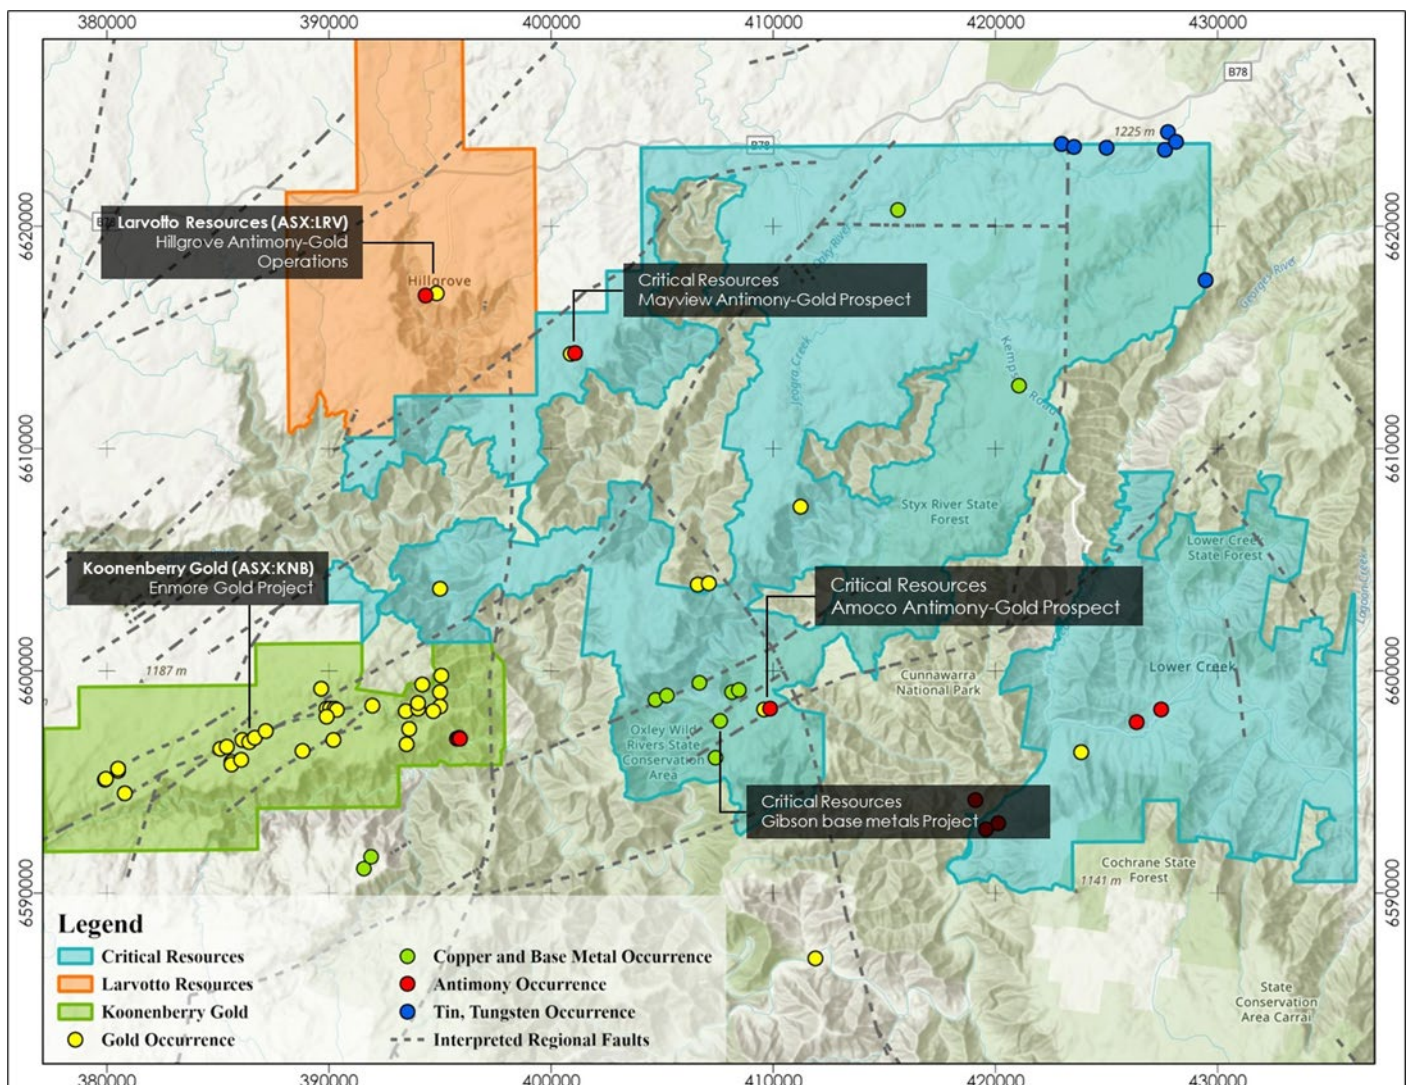 380000
390000
400000
410000
420000
430000
B78
1225 m
B78
6620000
6620000
Larvotto Resources (ASX:LRV)
Hillgrove Antimony-Gold
Operations
Oaky River
Georges River
Hillgrove
Critical Resources
Mayview Antimony-Gold Prospect
Jeogra Creek
Road
6610000
6610000
Styx River State
Forest
Lower Creek
State Forest
Koonenberry Gold (ASX:KNB)
Enmore Gold Project
Critical Resources
Amoco Antimony-Gold Prospect
Lagoon Creek
1187 m
6600000
6600000
Lower Creek
Cunnawarra
National Park
Oxley Wild
Rivers State
Conservation
Area
Critical Resources
Gibson base metals Project
Cochrane State
Forest
1141 m
6590000
6590000
Legend
Critical Resources
Larvotto Resources
Koonenberry Gold
Gold Occurrence
Copper and Base Metal Occurrence
Antimony Occurrence
Tin, Tungsten Occurrence
Interpreted Regional Faults
State
Conservation
Area Carrai
380000
390000
400000
410000
420000
430000